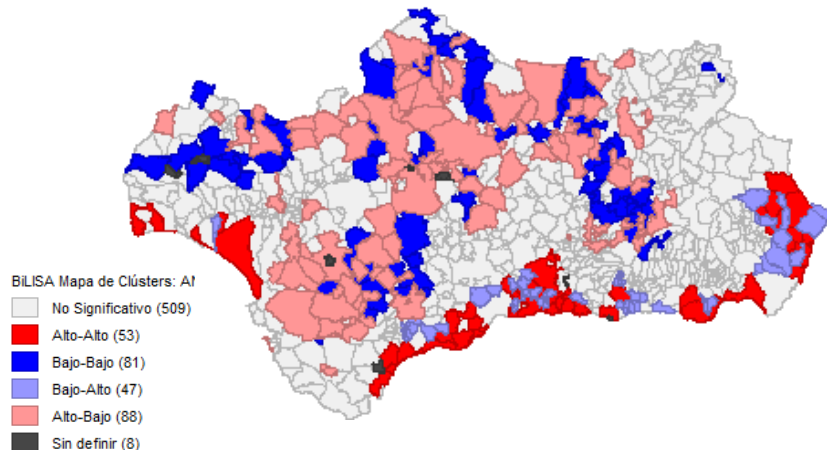 BiLISA Mapa de Clústers: AN
No Significativo (509)
Alto-Alto (53)
Bajo-Bajo (81)
Bajo-Alto (47)
Alto-Bajo (88)
Sin definir (8)